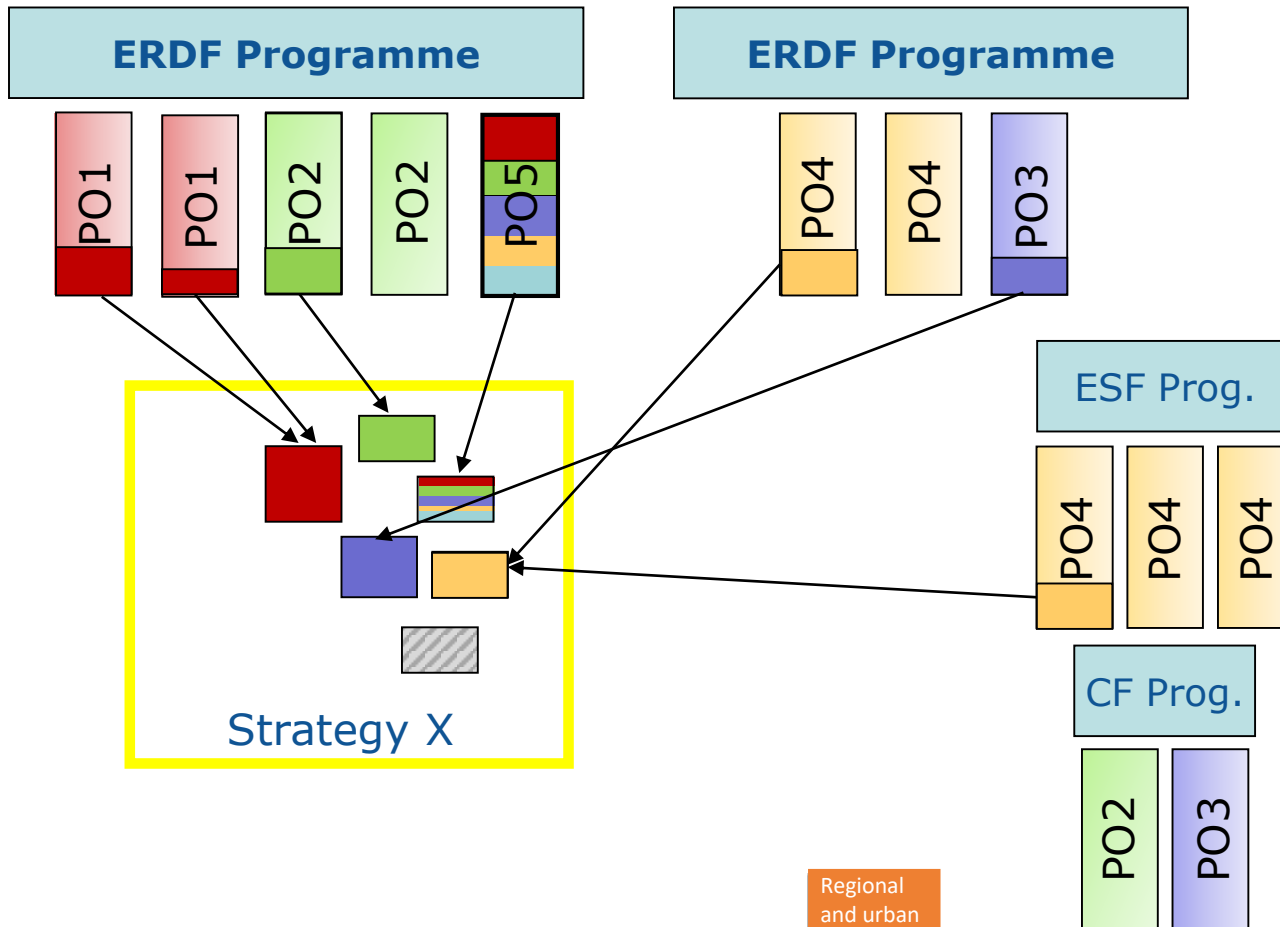 ERDF Programme
ERDF Programme
PO1
PO1
PO2
PO2
PO5
PO4
PO4
PO3
ESF Prog.
PO4
PO4
PO4
CF Prog.
PO2
PO3
Strategy X
Regional
and urban